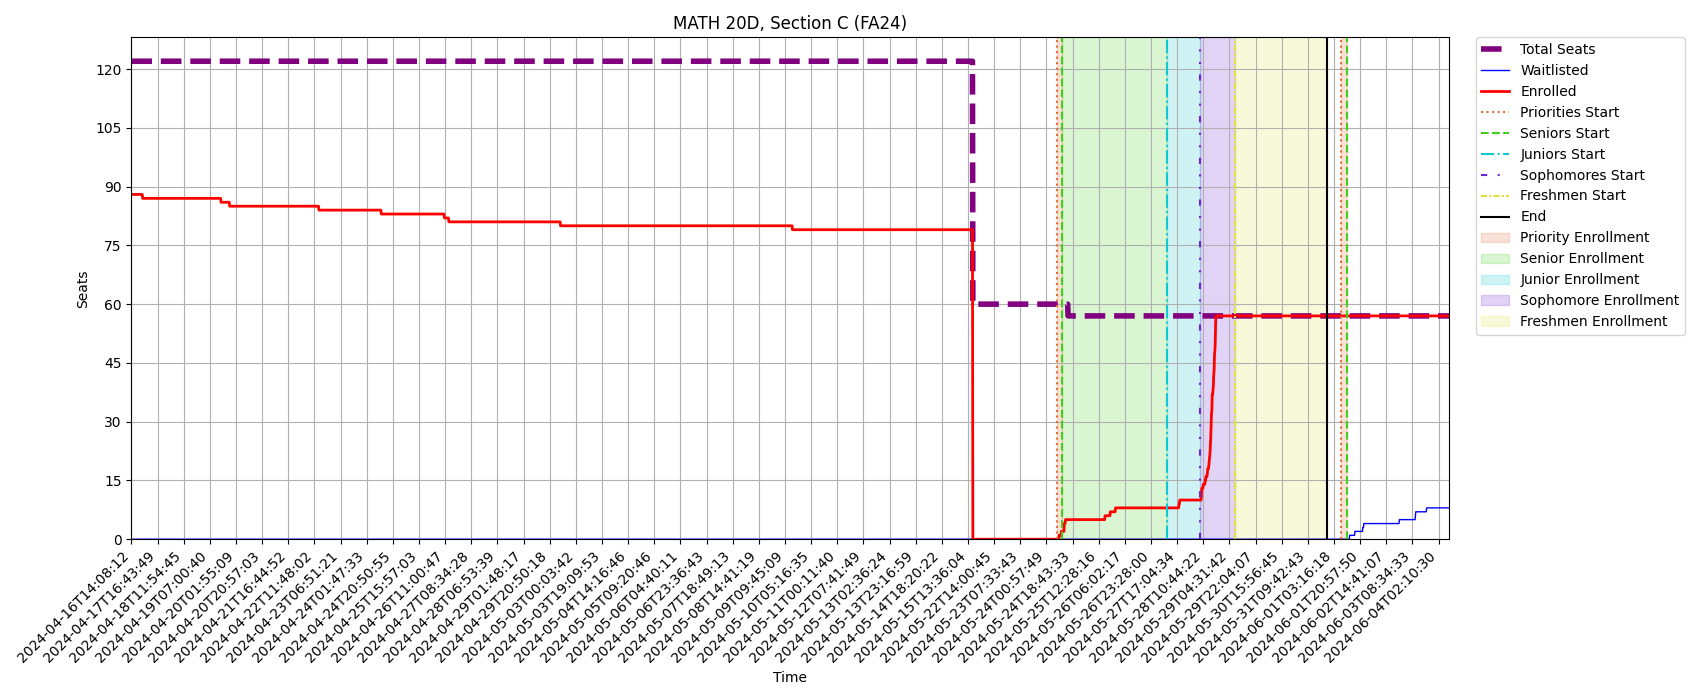 MATH 20D, Section C (FA24)
Seats
120
105
90
75
60
45
30
15
0
2024-04-16T14:08:12
2024-04-17T16:43:49
2024-04-18T11:54:45
2024-04-19T07:00:40
2024-04-20T01:55:09
2024-04-20T20:57:03
2024-04-21T16:44:52
2024-04-22T11:48:02
2024-04-23T06:51:21
2024-04-24T01:47:33
2024-04-24T20:50:55
2024-04-25T15:57:03
2024-04-26T11:00:47
2024-04-27T08:34:28
2024-04-28T06:53:39
2024-04-29T01:48:17
2024-04-29T20:50:18
2024-05-03T00:03:42
2024-05-03T19:09:53
2024-05-04T14:16:46
2024-05-05T09:20:46
2024-05-06T04:40:11
2024-05-06T23:36:43
2024-05-07T18:49:13
2024-05-08T14:41:19
2024-05-09T09:45:09
2024-05-10T05:16:35
2024-05-11T00:11:40
2024-05-12T07:41:49
2024-05-13T02:36:24
2024-05-13T23:16:59
2024-05-14T18:20:22
2024-05-15T13:36:04
2024-05-22T14:00:45
2024-05-23T07:33:43
2024-05-24T00:57:49
2024-05-24T18:43:33
2024-05-25T12:28:16
2024-05-26T06:02:17
2024-05-26T23:28:00
2024-05-27T17:04:34
2024-05-28T10:44:22
2024-05-29T04:31:42
2024-05-29T22:04:07
2024-05-30T15:56:45
2024-05-31T09:42:43
2024-06-01T03:16:18
2024-06-01T20:57:50
2024-06-02T14:41:07
2024-06-03T08:34:33
2024-06-04T02:10:30
Time
Total Seats
Waitlisted
Enrolled
Priorities Start
Seniors Start
Juniors Start
Sophomores Start
Freshmen Start
End
Priority Enrollment
Senior Enrollment
Junior Enrollment
Sophomore Enrollment
Freshmen Enrollment